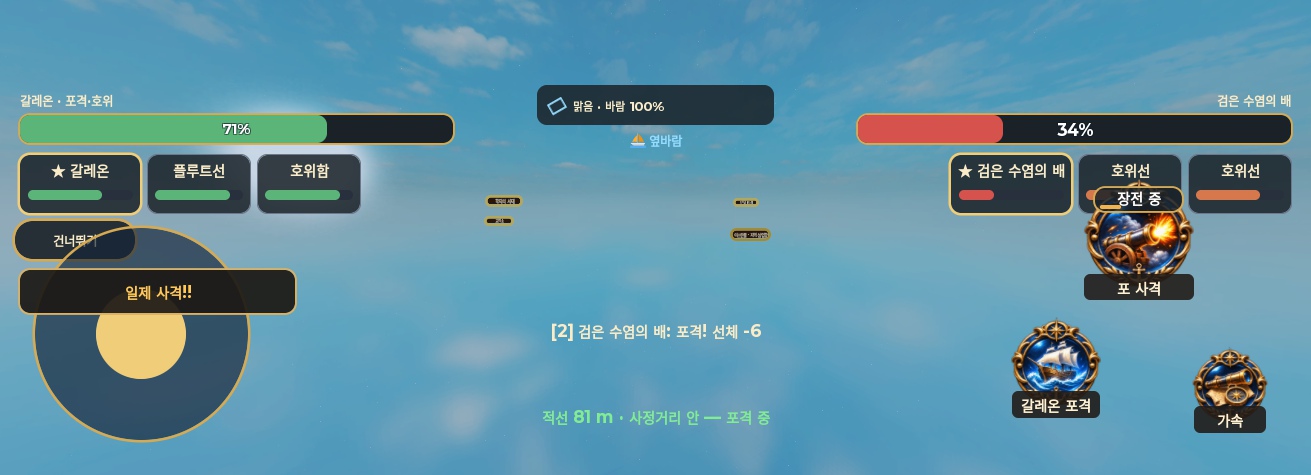 갈레온 · 포격·호위
71%
★ 갈레온
플루트선
호위함
건너뛰기
일제 사격!!
맑음 · 바람 100%
옆바람
검은 수염의 배
34%
★ 검은 수염의 배
호위선
호위선
장전 중
포 사격
[2] 검은 수염의 배: 포격! 선체 -6
적선 81 m · 사정거리 안 — 포격 중
갈레온 포격
가속